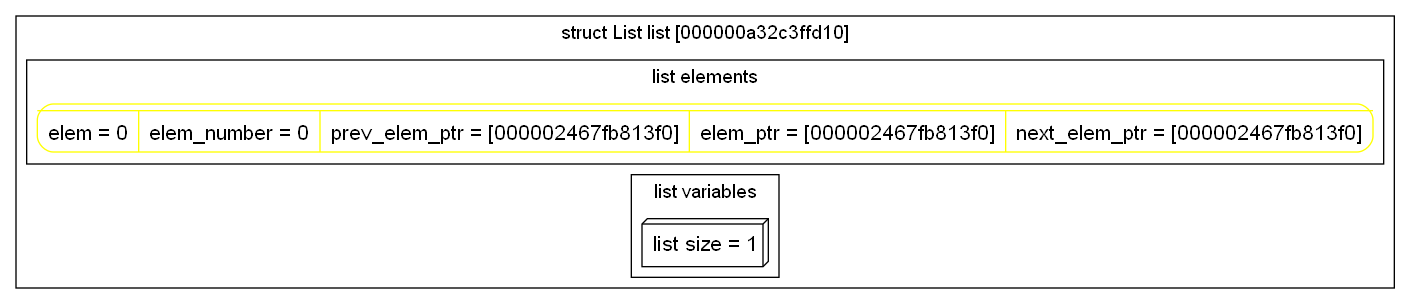 struct List list [000000a32c3ffd10]
list elements
elem = 0 elem_number = 0 prev_elem_ptr = [000002467fb813f0] elem_ptr = [000002467fb813f0] next_elem_ptr = [000002467fb813f0]
list variables
list size = 1